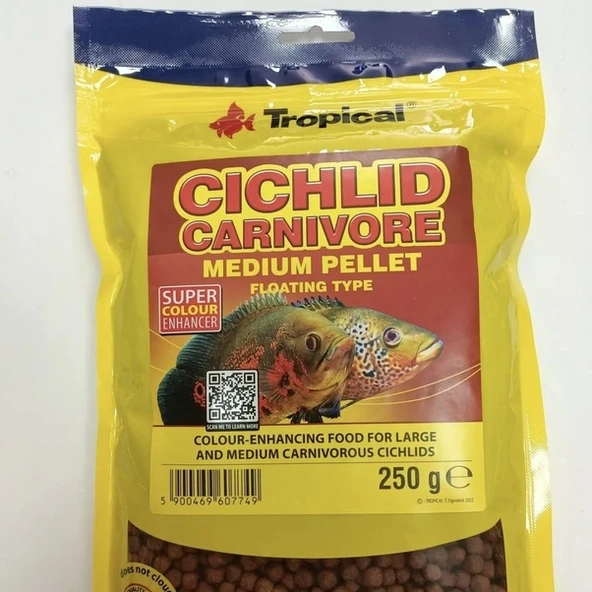 Tropical®
CICHLID
CARNIVORE
MEDIUM PELLET
FLOATING TYPE
SUPER
COLOUR
ENHANCER
SCAN ME TO LEARN MORE
COLOUR-ENHANCING FOOD FOR LARGE
AND MEDIUM CARNIVOROUS CICHLIDS
250 g ℮
5 900469 607749
does not clou